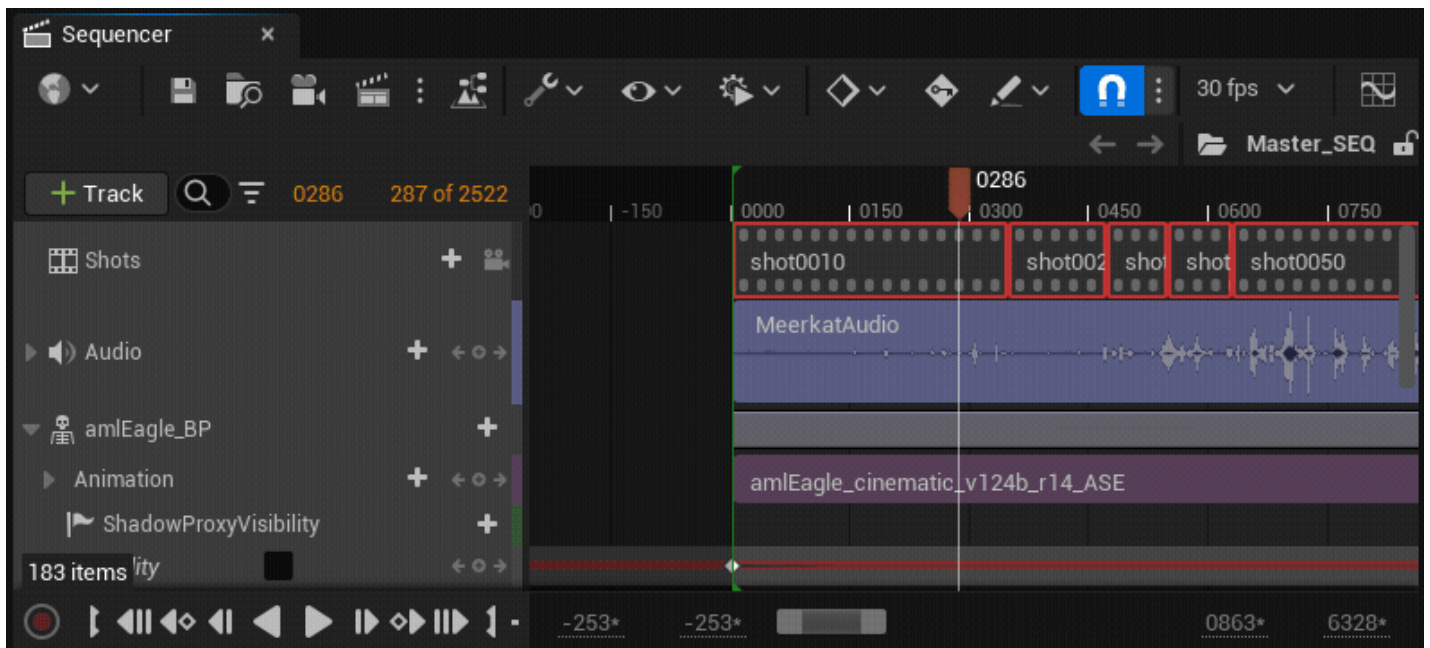 Sequencer ×
30 fps
Master_SEQ
Track 0286 287 of 2522
0286
-150 0000 0150 0300 0450 0600 0750
Shots
shot0010 shot002 shot shot shot0050
MeerkatAudio
Audio
amlEagle_BP
Animation
amlEagle_cinematic_v124b_r14_ASE
ShadowProxyVisibility
183 items lity
-253* -253* 0863* 6328*